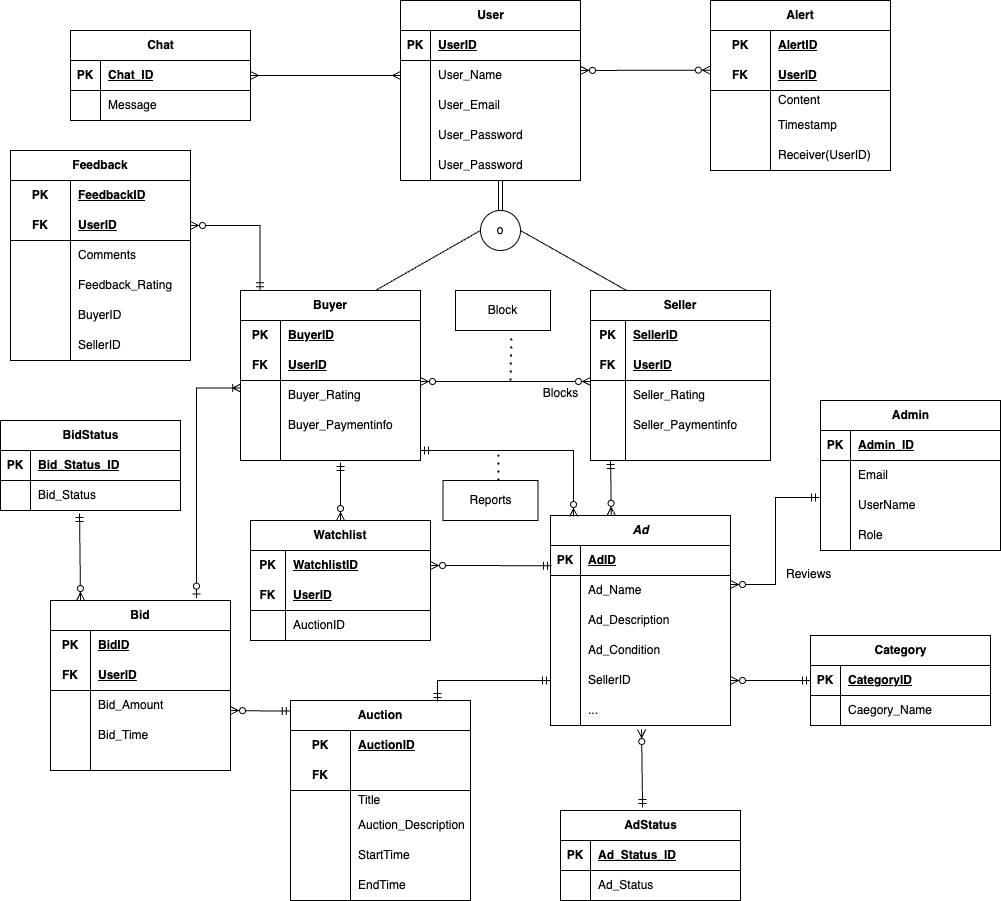 User
PK UserID
User_Name
User_Email
User_Password
User_Password
Chat
PK Chat_ID
Message
Alert
PK AlertID
FK UserID
Content
Timestamp
Receiver(UserID)
Feedback
PK FeedbackID
FK UserID
Comments
Feedback_Rating
BuyerID
SellerID
o
Buyer
PK BuyerID
FK UserID
Buyer_Rating
Buyer_Paymentinfo
Block
Blocks
Seller
PK SellerID
FK UserID
Seller_Rating
Seller_Paymentinfo
Admin
PK Admin_ID
Email
UserName
Role
BidStatus
PK Bid_Status_ID
Bid_Status
Reports
Watchlist
PK WatchlistID
FK UserID
AuctionID
Ad
PK AdID
Ad_Name
Ad_Description
Ad_Condition
SellerID
...
Reviews
Bid
PK BidID
FK UserID
Bid_Amount
Bid_Time
Category
PK CategoryID
Caegory_Name
Auction
PK AuctionID
FK
Title
Auction_Description
StartTime
EndTime
AdStatus
PK Ad_Status_ID
Ad_Status